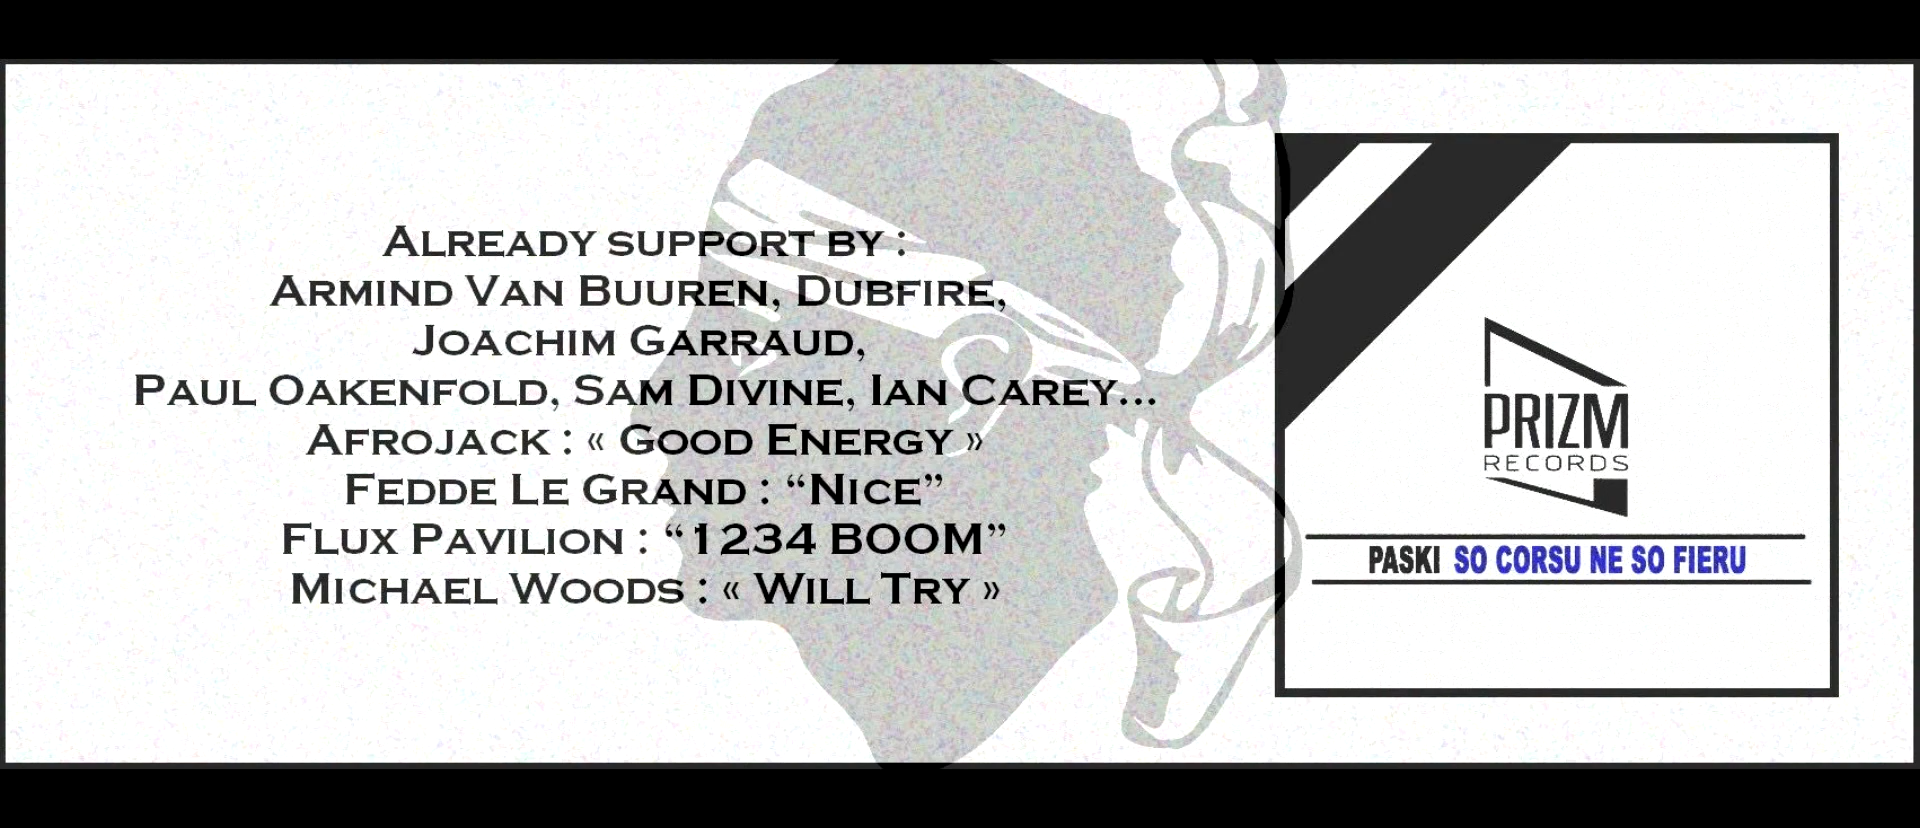 Already support by :
Armind Van Buuren, Dubfire,
Joachim Garraud,
Paul Oakenfold, Sam Divine, Ian Carey...
Afrojack : « Good Energy »
Fedde Le Grand : “Nice”
Flux Pavilion : “1234 BOOM”
Michael Woods : « Will Try »
PRIZM
RECORDS
PASKI SO CORSU NE SO FIERU